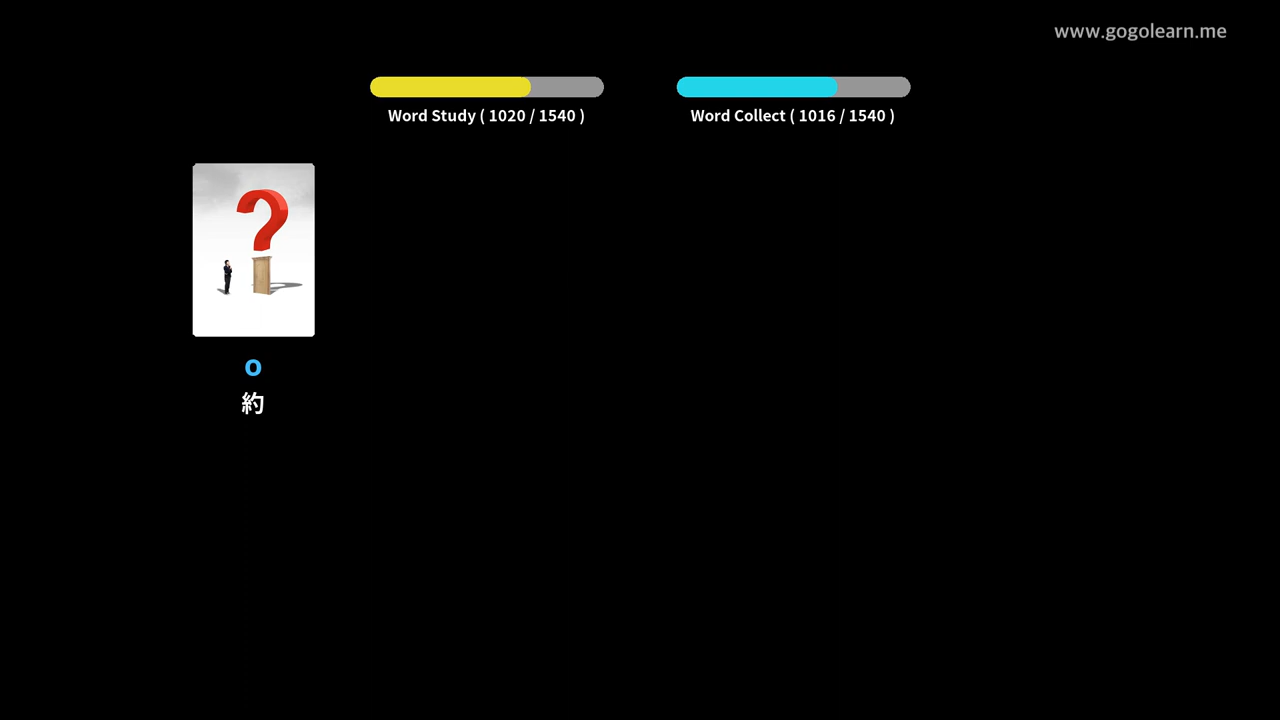 www.gogolearn.me
Word Study ( 1020 / 1540 )
Word Collect ( 1016 / 1540 )
?
o
約